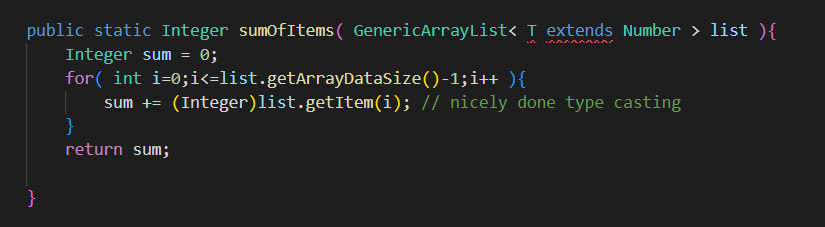 public static Integer sumOfItems( GenericArrayList< T extends Number > list ){
Integer sum = 0;
for( int i=0;i<=list.getArrayDataSize()-1;i++ ){
sum += (Integer)list.getItem(i); // nicely done type casting
}
return sum;
}